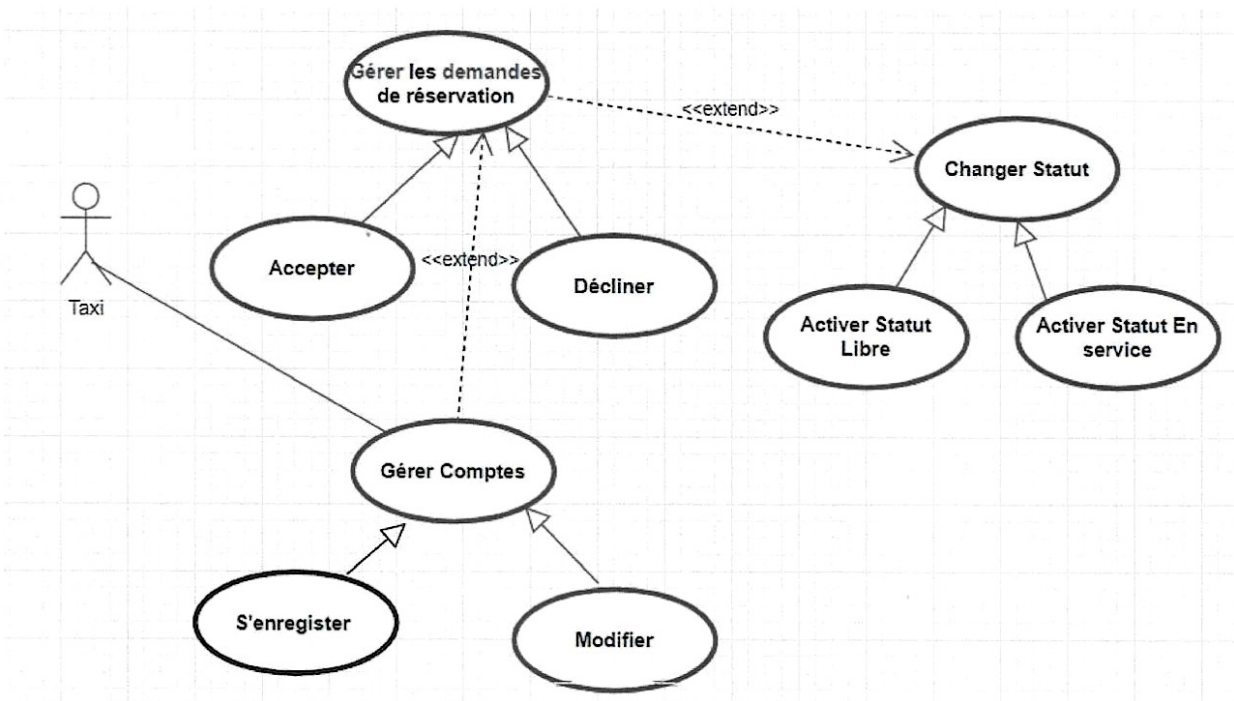 Gérer les demandes
de réservation
<<extend>>
Changer Statut
Taxi
Accepter
<<extend>>
Décliner
Activer Statut
Libre
Activer Statut En
service
Gérer Comptes
S'enregister
Modifier